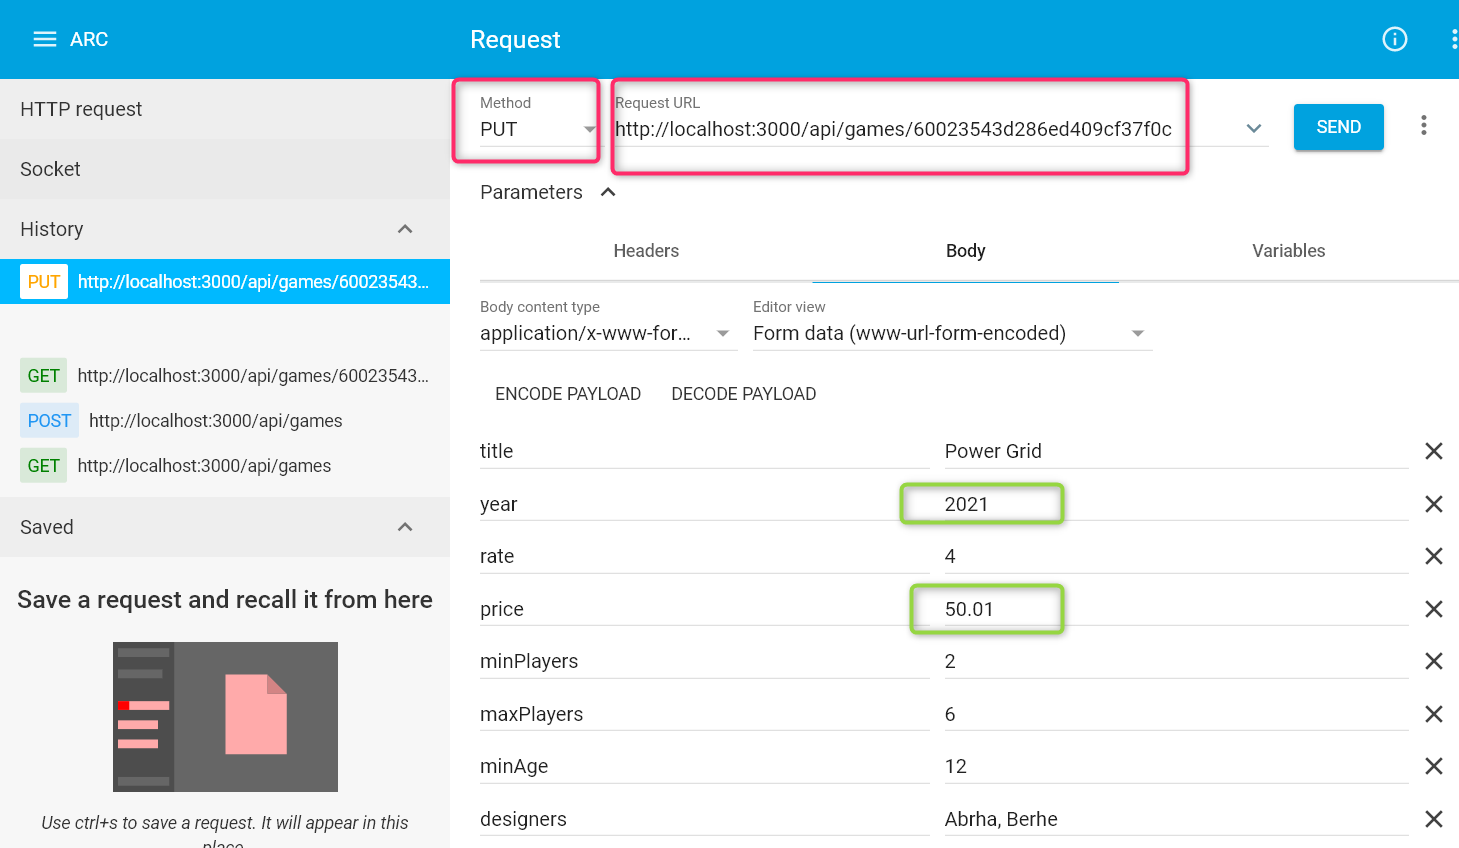 ARC
Request
HTTP request
Socket
History
PUT http://localhost:3000/api/games/60023543...
GET http://localhost:3000/api/games/60023543...
POST http://localhost:3000/api/games
GET http://localhost:3000/api/games
Saved
Save a request and recall it from here
Use ctrl+s to save a request. It will appear in this
place
Method
PUT
Request URL
http://localhost:3000/api/games/60023543d286ed409cf37f0c
SEND
Parameters
Headers Body Variables
Body content type Editor view
application/x-www-for... Form data (www-url-form-encoded)
ENCODE PAYLOAD DECODE PAYLOAD
title Power Grid
year 2021
rate 4
price 50.01
minPlayers 2
maxPlayers 6
minAge 12
designers Abrha, Berhe